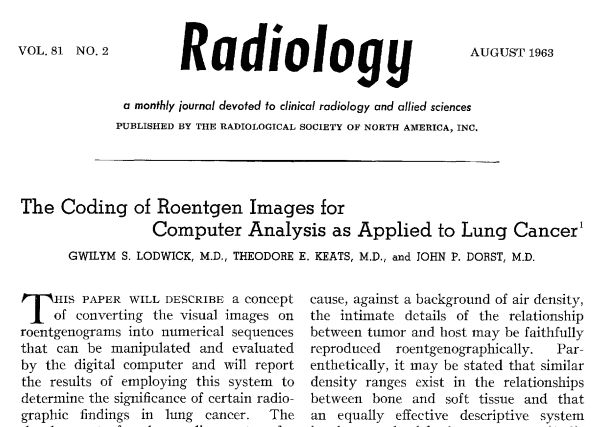 VOL. 81 NO. 2
Radiology
AUGUST 1963
a monthly journal devoted to clinical radiology and allied sciences
PUBLISHED BY THE RADIOLOGICAL SOCIETY OF NORTH AMERICA, INC.
The Coding of Roentgen Images for
Computer Analysis as Applied to Lung Cancer¹
GWILYM S. LODWICK, M.D., THEODORE E. KEATS, M.D., and JOHN P. DORST, M.D.
THIS PAPER WILL DESCRIBE a concept
of converting the visual images on
roentgenograms into numerical sequences
that can be manipulated and evaluated
by the digital computer and will report
the results of employing this system to
determine the significance of certain radio-
graphic findings in lung cancer. The
cause, against a background of air density,
the intimate details of the relationship
between tumor and host may be faithfully
reproduced roentgenographically. Par-
enthetically, it may be stated that similar
density ranges exist in the relationships
between bone and soft tissue and that
an equally effective descriptive system